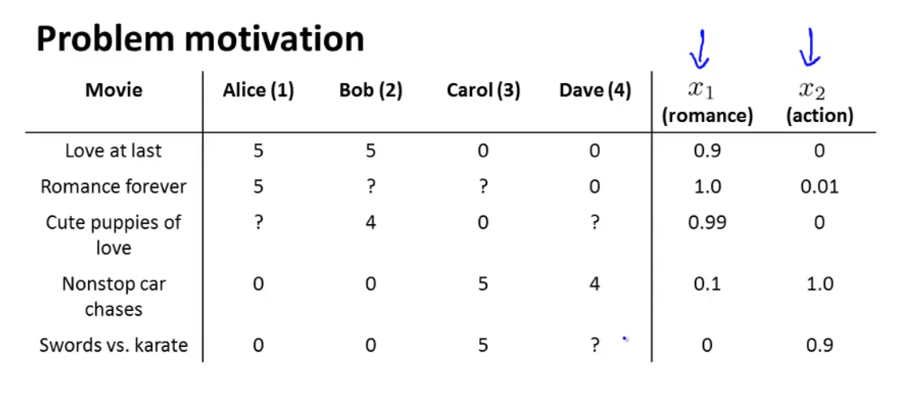 Problem motivation
Movie Alice (1) Bob (2) Carol (3) Dave (4) x₁ x₂
(romance) (action)
Love at last 5 5 0 0 0.9 0
Romance forever 5 ? ? 0 1.0 0.01
Cute puppies of ? 4 0 ? 0.99 0
love
Nonstop car 0 0 5 4 0.1 1.0
chases
Swords vs. karate 0 0 5 ? 0 0.9